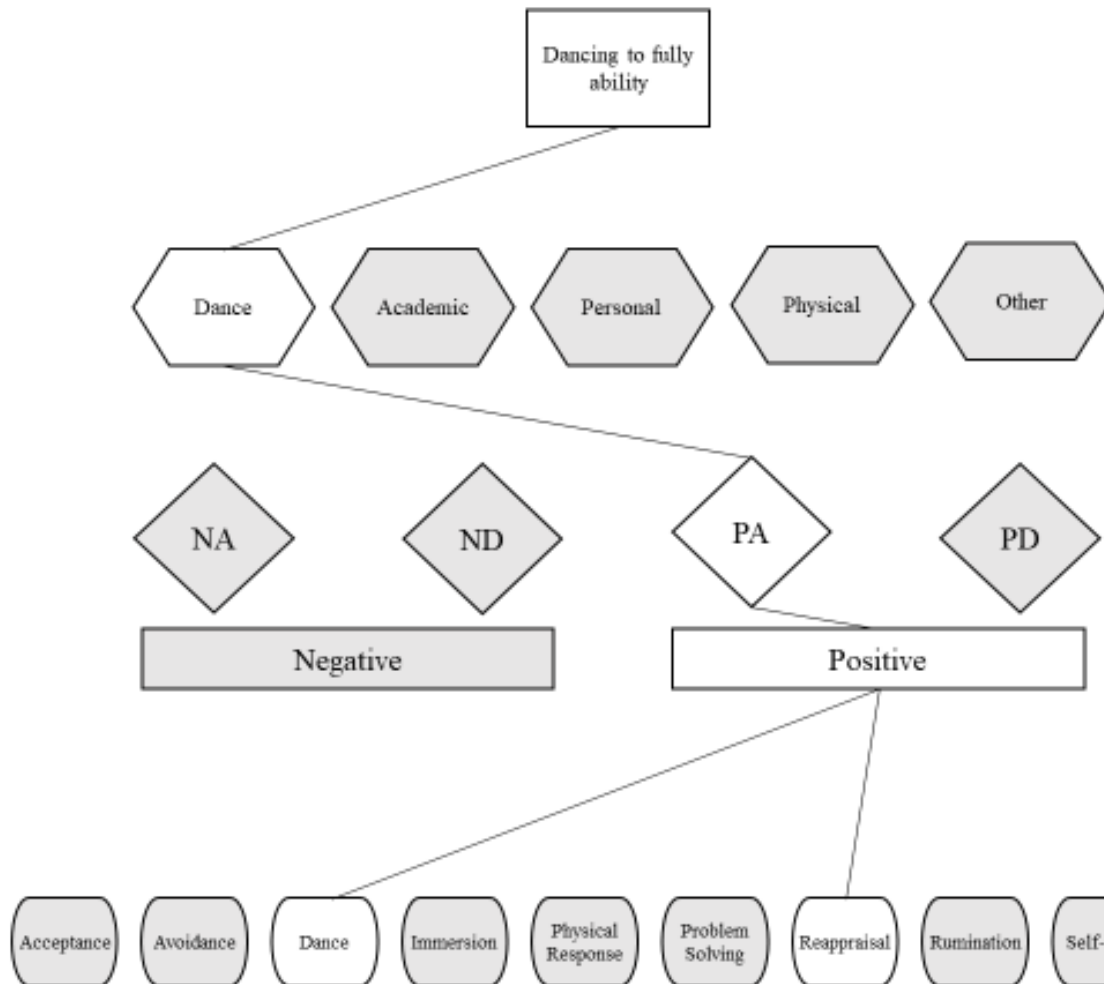 Dancing to fully
ability
Dance
Academic
Personal
Physical
Other
NA
ND
PA
PD
Negative
Positive
Acceptance
Avoidance
Dance
Immersion
Physical
Response
Problem
Solving
Reappraisal
Rumination
Self-